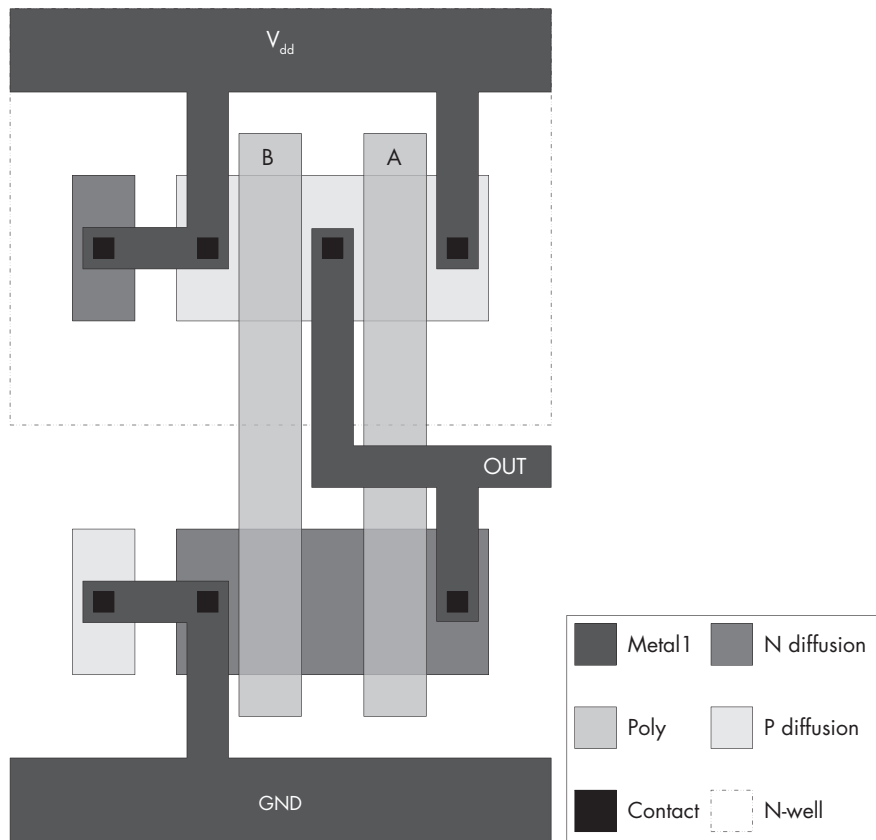 Vdd
B
A
OUT
GND
Metal1
N diffusion
Poly
P diffusion
Contact
N-well